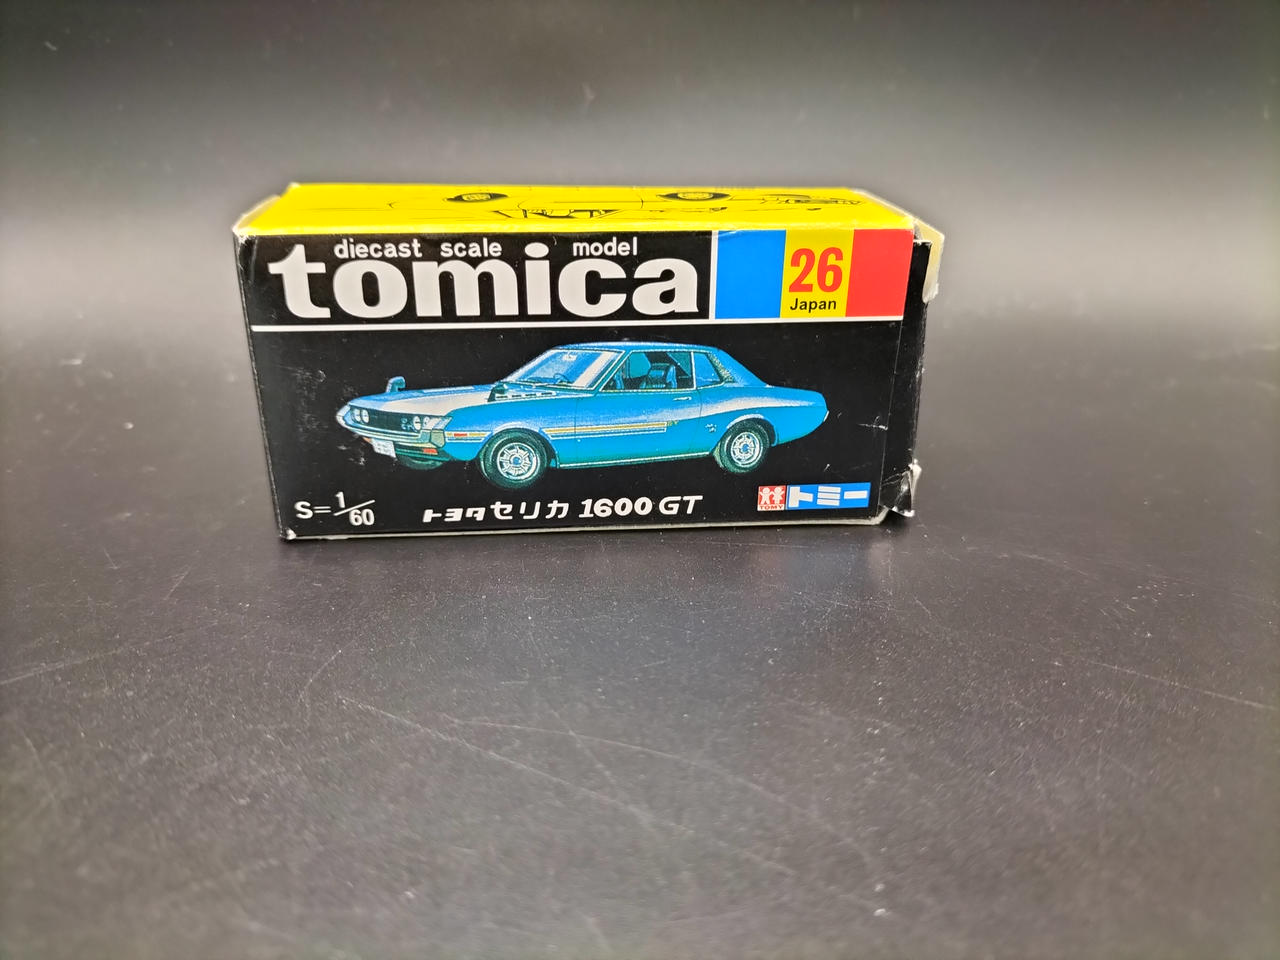 diecast scale model
tomica
26
Japan
S=1/60
トヨタセリカ 1600 GT
TOMY
トミー